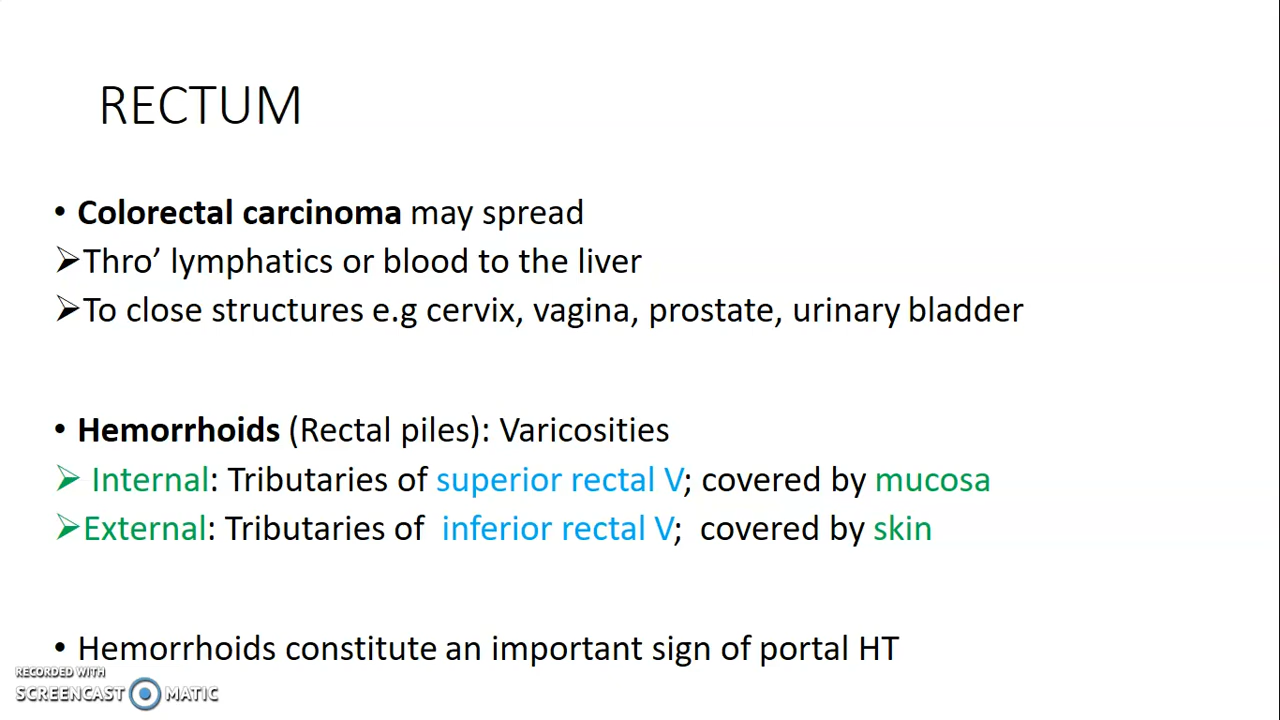 RECTUM
• Colorectal carcinoma may spread
➢Thro’ lymphatics or blood to the liver
➢To close structures e.g cervix, vagina, prostate, urinary bladder
• Hemorrhoids (Rectal piles): Varicosities
➢ Internal: Tributaries of superior rectal V; covered by mucosa
➢External: Tributaries of inferior rectal V; covered by skin
• Hemorrhoids constitute an important sign of portal HT
RECORDED WITH
SCREENCAST MATIC